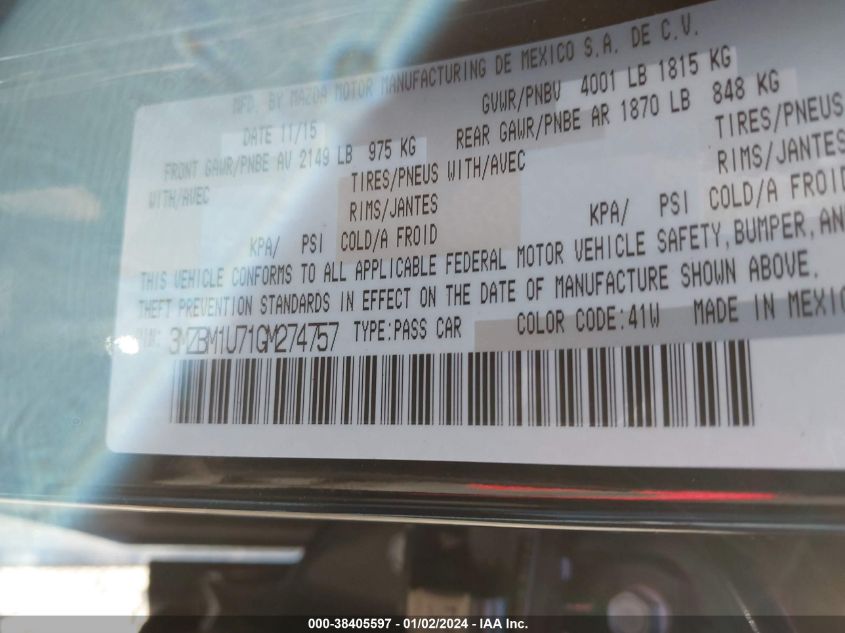 MFD. BY MAZDA MOTOR MANUFACTURING DE MEXICO S.A. DE C.V.
DATE 11/15 GVWR/PNBV 4001 LB 1815 KG
FRONT GAWR/PNBE AV 2149 LB 975 KG REAR GAWR/PNBE AR 1870 LB 848 KG
WITH/AVEC TIRES/PNEUS WITH/AVEC TIRES/PNEUS
RIMS/JANTES RIMS/JANTES
KPA/ PSI COLD/A FROID KPA/ PSI COLD/A FROID
THIS VEHICLE CONFORMS TO ALL APPLICABLE FEDERAL MOTOR VEHICLE SAFETY, BUMPER, AN
THEFT PREVENTION STANDARDS IN EFFECT ON THE DATE OF MANUFACTURE SHOWN ABOVE.
VIN: 3MZBM1U71GM274757 TYPE:PASS CAR COLOR CODE:41W MADE IN MEXIC
000-38405597 - 01/02/2024 - IAA Inc.